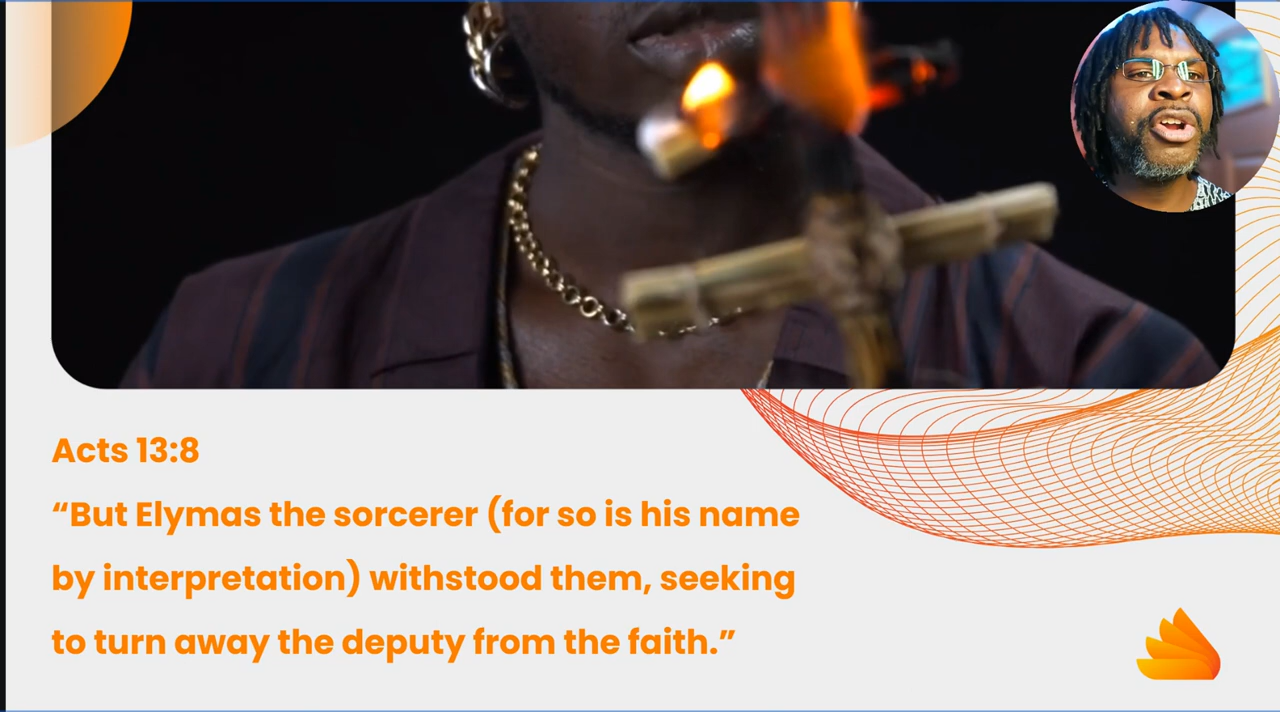 Acts 13:8
“But Elymas the sorcerer (for so is his name
by interpretation) withstood them, seeking
to turn away the deputy from the faith.”